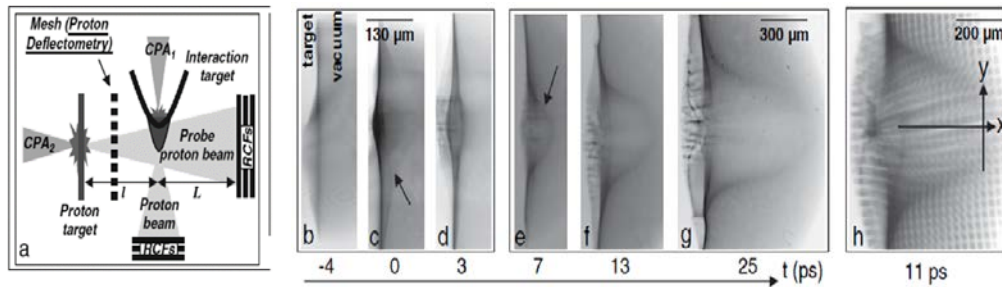 Mesh (Proton
Deflectometry)
CPA1
Interaction
target
CPA2
Probe
proton beam
RCFs
l
L
Proton
target
Proton
beam
RCFs
a
target
vacuum
130 µm
300 µm
200 µm
y
x
b
c
d
e
f
g
h
-4
0
3
7
13
25
t (ps)
11 ps